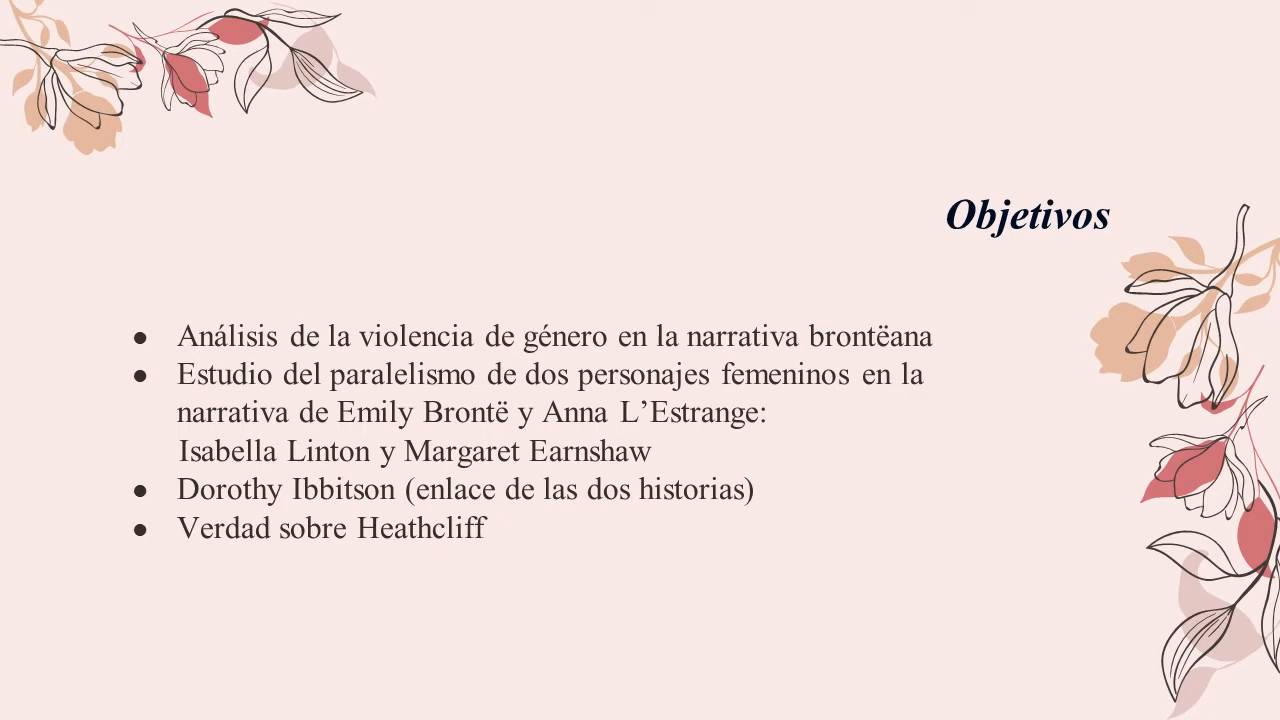 Objetivos
● Análisis de la violencia de género en la narrativa brontëana
● Estudio del paralelismo de dos personajes femeninos en la
narrativa de Emily Brontë y Anna L’Estrange:
Isabella Linton y Margaret Earnshaw
● Dorothy Ibbitson (enlace de las dos historias)
● Verdad sobre Heathcliff